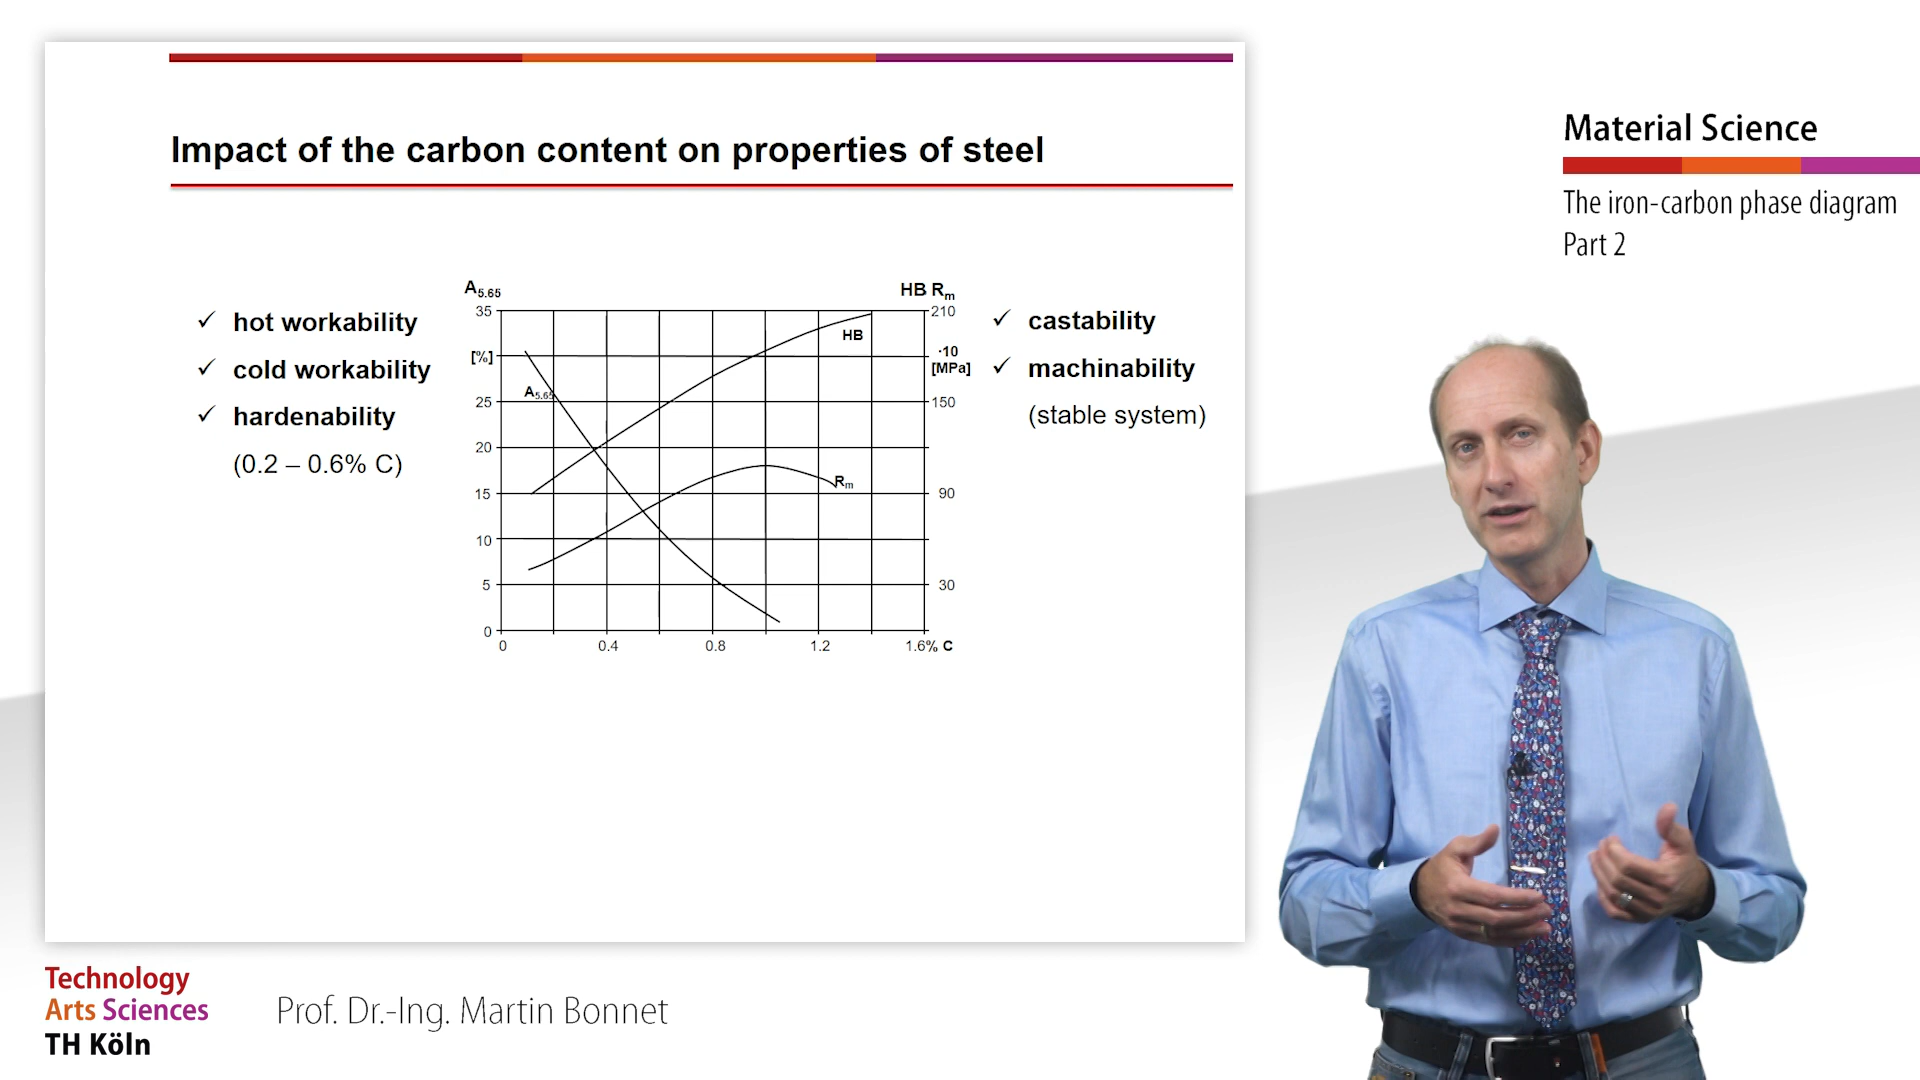 Impact of the carbon content on properties of steel
✓ hot workability
✓ cold workability
✓ hardenability
(0.2 – 0.6% C)
A5.65
35
[%]
25
20
15
10
5
0
0
0.4
0.8
1.2
1.6% C
A5.65
HB
Rm
HB Rm
210
·10
[MPa]
150
90
30
✓ castability
✓ machinability
(stable system)
Material Science
The iron-carbon phase diagram
Part 2
Technology
Arts Sciences
TH Köln
Prof. Dr.-Ing. Martin Bonnet